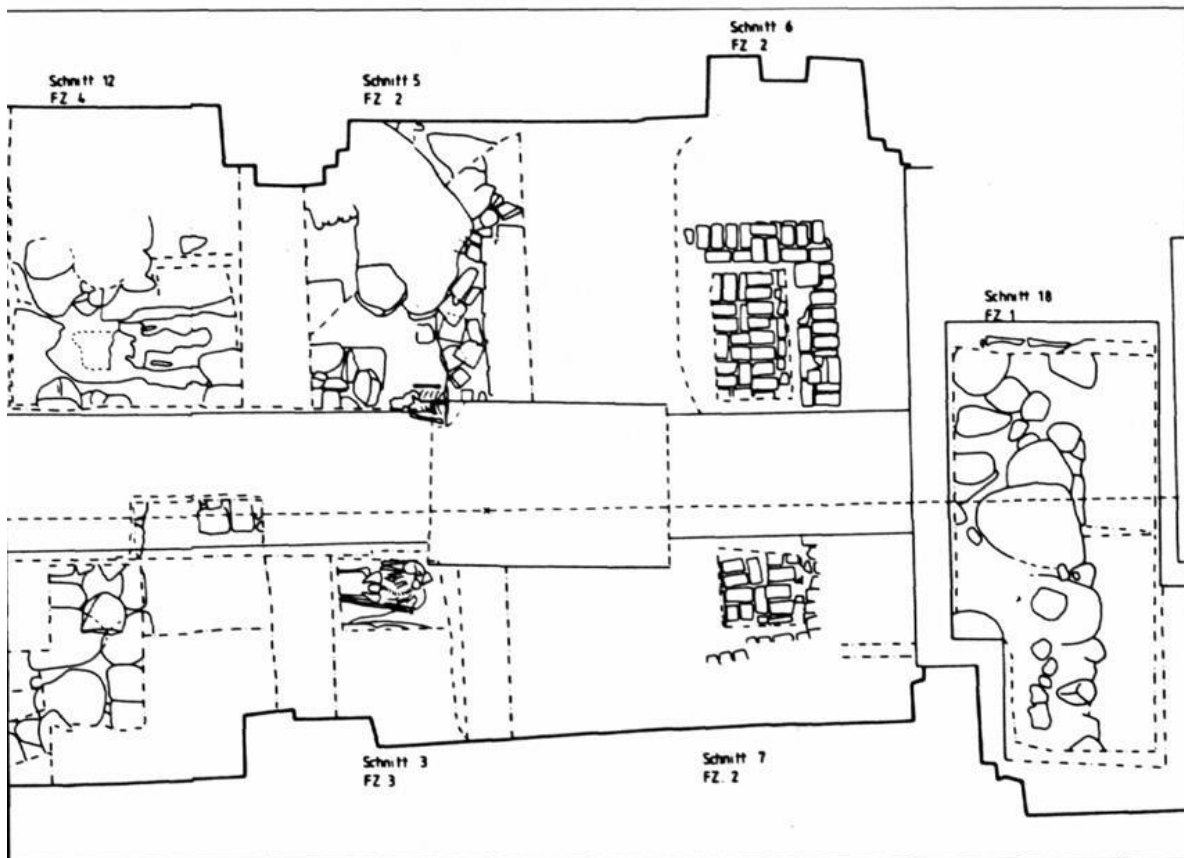 Schnitt 6
FZ 2
Schnitt 12
FZ 4
Schnitt 5
FZ 2
Schnitt 18
FZ 1
Schnitt 3
FZ 3
Schnitt 7
FZ. 2